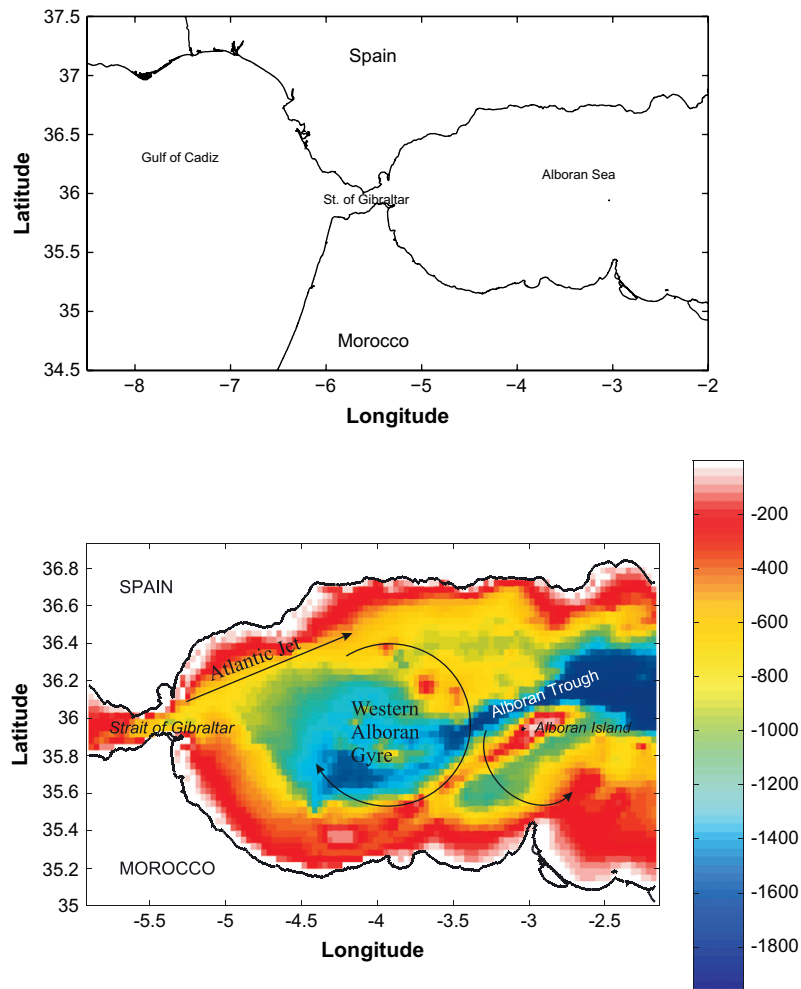 37.5
37
36.5
36
35.5
35
34.5
Latitude
Spain
Gulf of Cadiz
Alboran Sea
St. of Gibraltar
Morocco
−8 −7 −6 −5 −4 −3 −2
Longitude
36.8
36.6
36.4
36.2
36
35.8
35.6
35.4
35.2
35
Latitude
SPAIN
Atlantic Jet
Western
Alboran
Gyre
Alboran Trough
Strait of Gibraltar
Alboran Island
MOROCCO
-5.5 -5 -4.5 -4 -3.5 -3 -2.5
Longitude
-200
-400
-600
-800
-1000
-1200
-1400
-1600
-1800